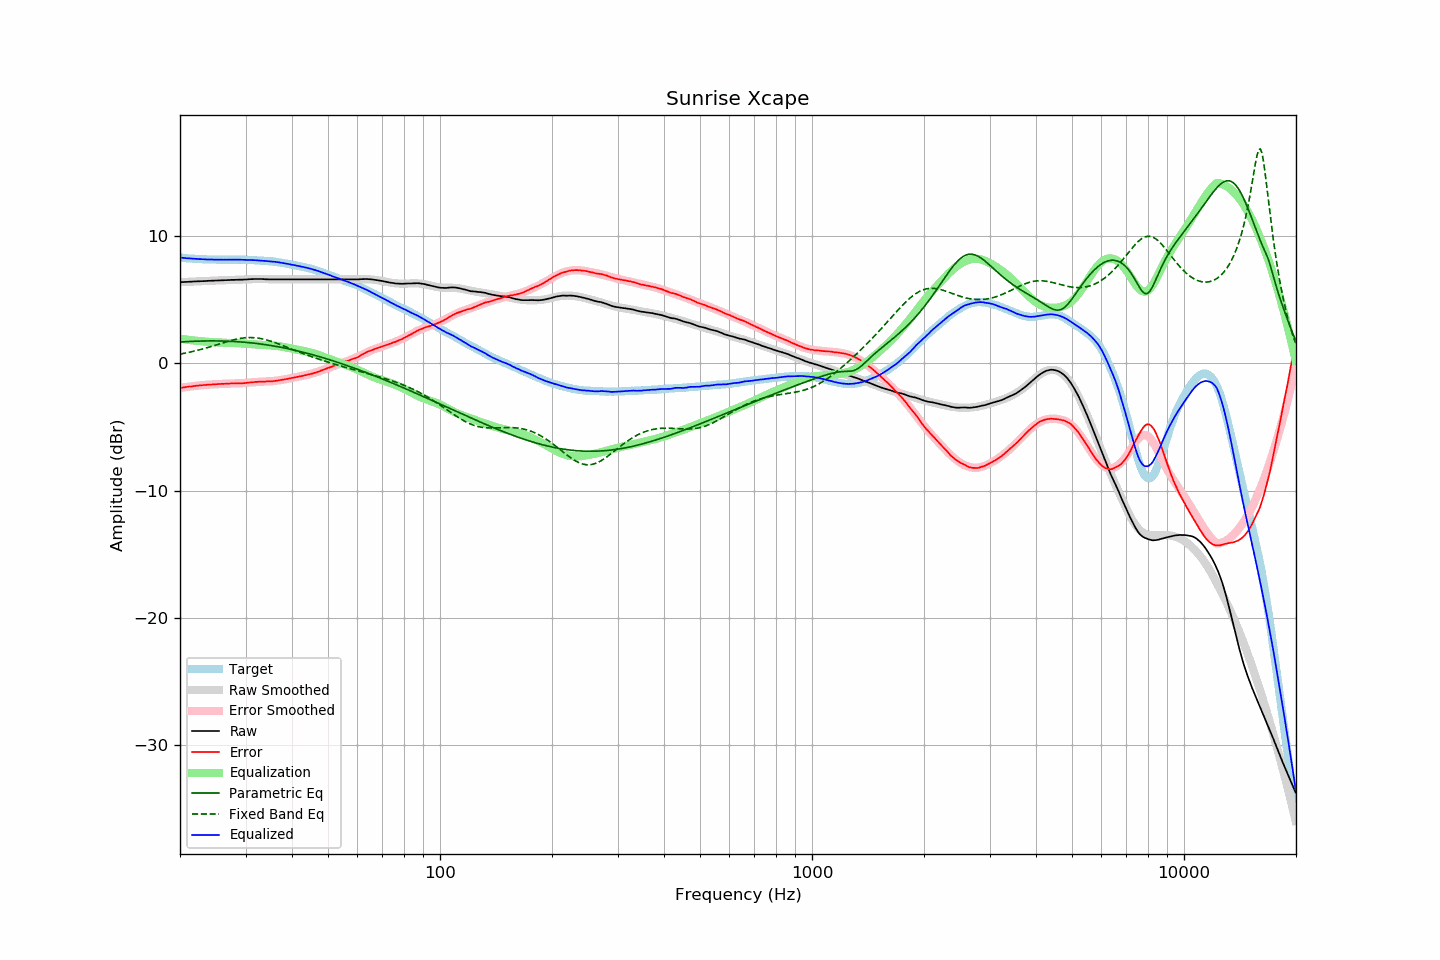 Sunrise Xcape
Amplitude (dBr)
10
0
−10
−20
−30
Target
Raw Smoothed
Error Smoothed
Raw
Error
Equalization
Parametric Eq
Fixed Band Eq
Equalized
100
1000
10000
Frequency (Hz)